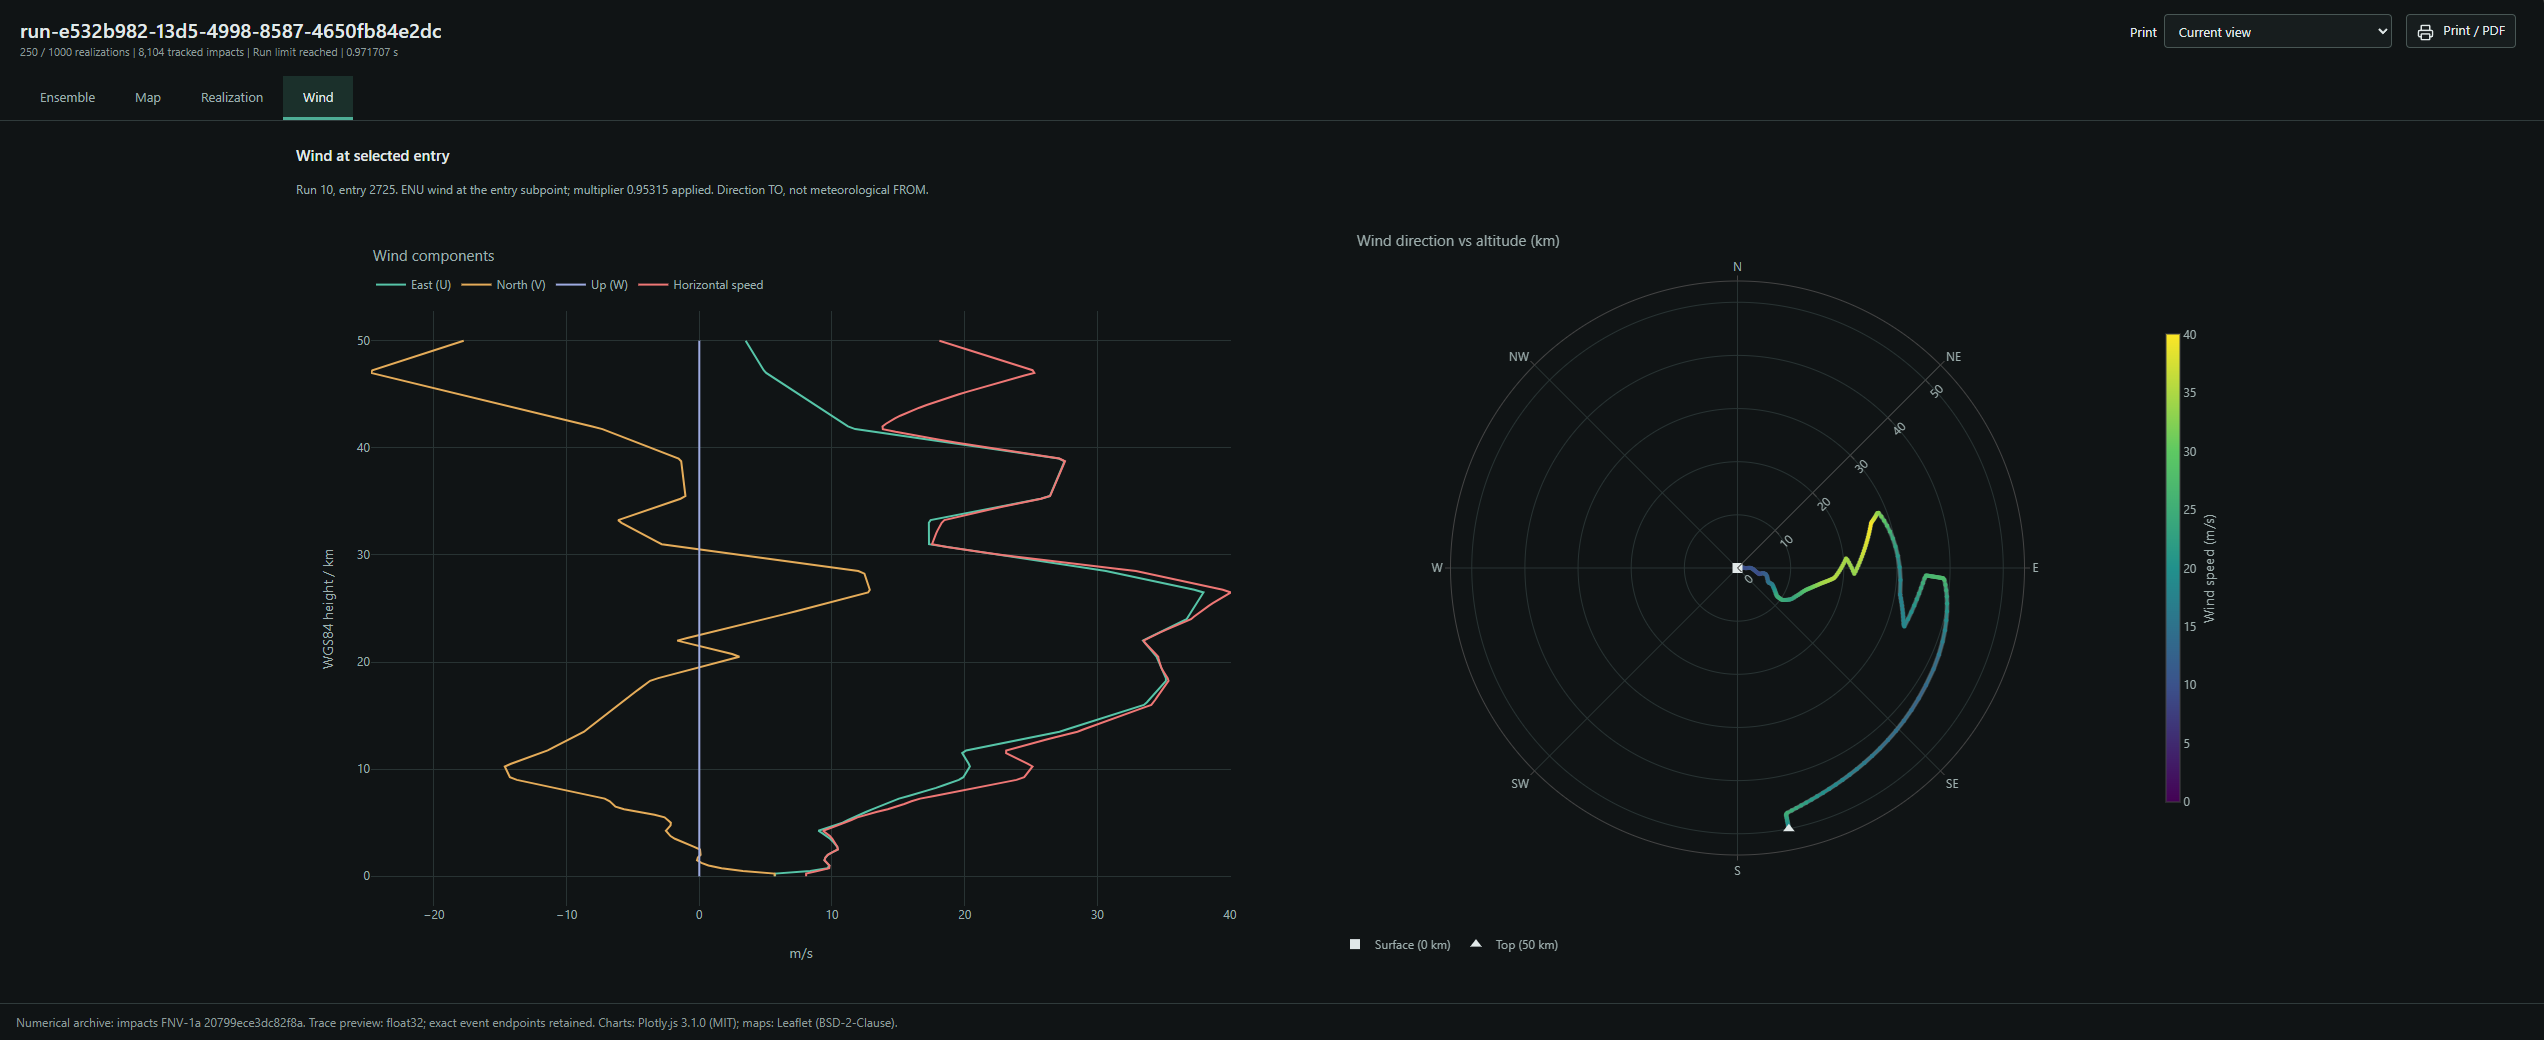 run-e532b982-13d5-4998-8587-4650fb84e2dc
250 / 1000 realizations | 8,104 tracked impacts | Run limit reached | 0.971707 s
Print
Current view
Print / PDF
Ensemble
Map
Realization
Wind
Wind at selected entry
Run 10, entry 2725. ENU wind at the entry subpoint; multiplier 0.95315 applied. Direction TO, not meteorological FROM.
Wind components
East (U)
North (V)
Up (W)
Horizontal speed
50
40
30
20
10
0
WGS84 height / km
−20
−10
0
10
20
30
40
m/s
Wind direction vs altitude (km)
N
NE
E
SE
S
SW
W
NW
0
10
20
30
40
50
40
35
30
25
20
15
10
5
0
Wind speed (m/s)
Surface (0 km)
Top (50 km)
Numerical archive: impacts FNV-1a 20799ece3dc82f8a. Trace preview: float32; exact event endpoints retained. Charts: Plotly.js 3.1.0 (MIT); maps: Leaflet (BSD-2-Clause).